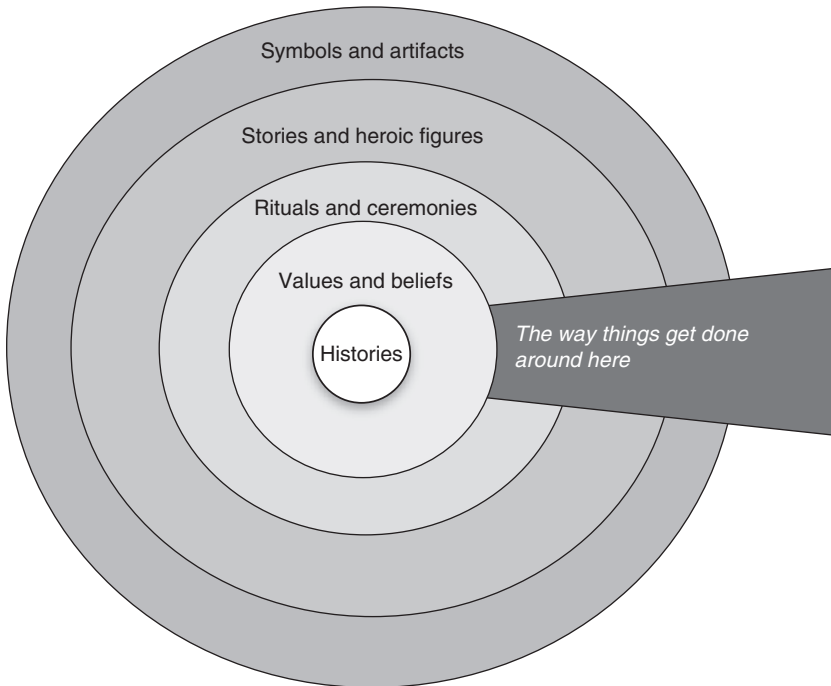 Symbols and artifacts
Stories and heroic figures
Rituals and ceremonies
Values and beliefs
Histories
The way things get done
around here